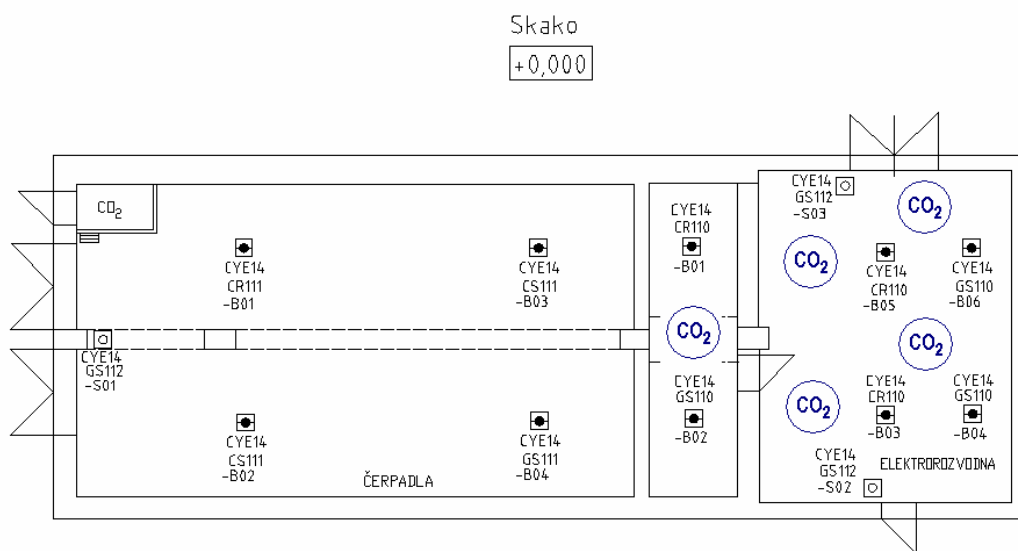 Skako
+0,000
CO2
CYE14
CR111
-B01
CYE14
CS111
-B03
CYE14
CR110
-B01
CYE14
GS112
-S03
CO2
CO2
CYE14
CR110
-B05
CYE14
GS110
-B06
CYE14
GS112
-S01
CO2
CO2
CYE14
GS110
-B02
CO2
CYE14
CR110
-B03
CYE14
GS110
-B04
CYE14
CS111
-B02
CYE14
GS111
-B04
ČERPADLA
CYE14
GS112
-S02
ELEKTROROZVODNA